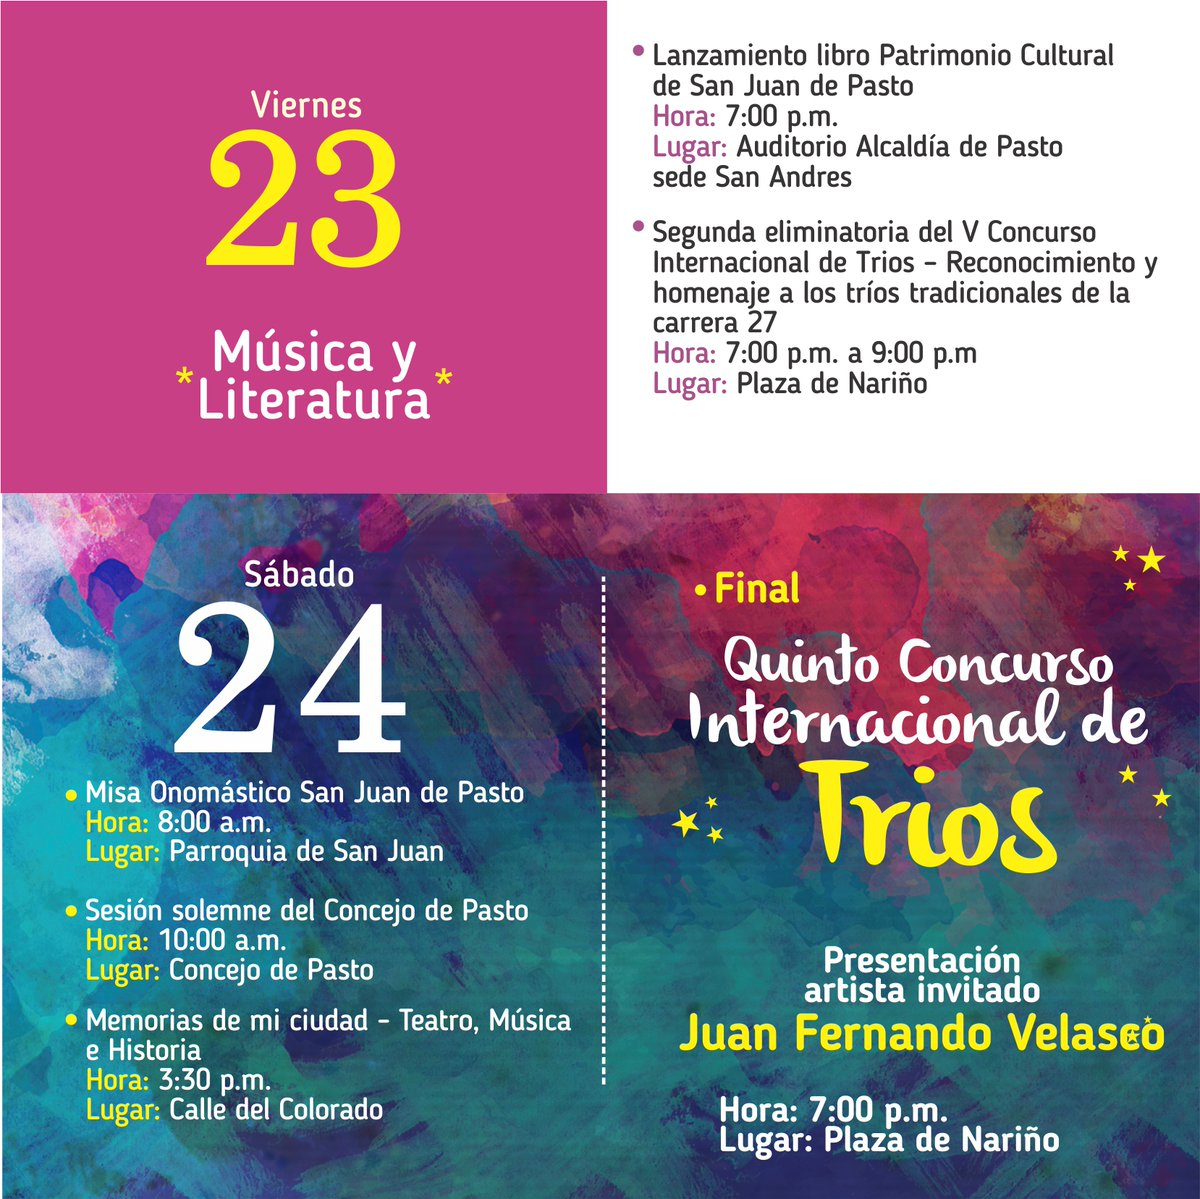 Viernes
23
* Música y
Literatura *
• Lanzamiento libro Patrimonio Cultural
de San Juan de Pasto
Hora: 7:00 p.m.
Lugar: Auditorio Alcaldía de Pasto
sede San Andres
• Segunda eliminatoria del V Concurso
Internacional de Trios – Reconocimiento y
homenaje a los tríos tradicionales de la
carrera 27
Hora: 7:00 p.m. a 9:00 p.m
Lugar: Plaza de Nariño
Sábado
24
• Misa Onomástico San Juan de Pasto
Hora: 8:00 a.m.
Lugar: Parroquia de San Juan
• Sesión solemne del Concejo de Pasto
Hora: 10:00 a.m.
Lugar: Concejo de Pasto
• Memorias de mi ciudad - Teatro, Música
e Historia
Hora: 3:30 p.m.
Lugar: Calle del Colorado
• Final
Quinto Concurso
Internacional de
Trios
Presentación
artista invitado
Juan Fernando Velasco
Hora: 7:00 p.m.
Lugar: Plaza de Nariño